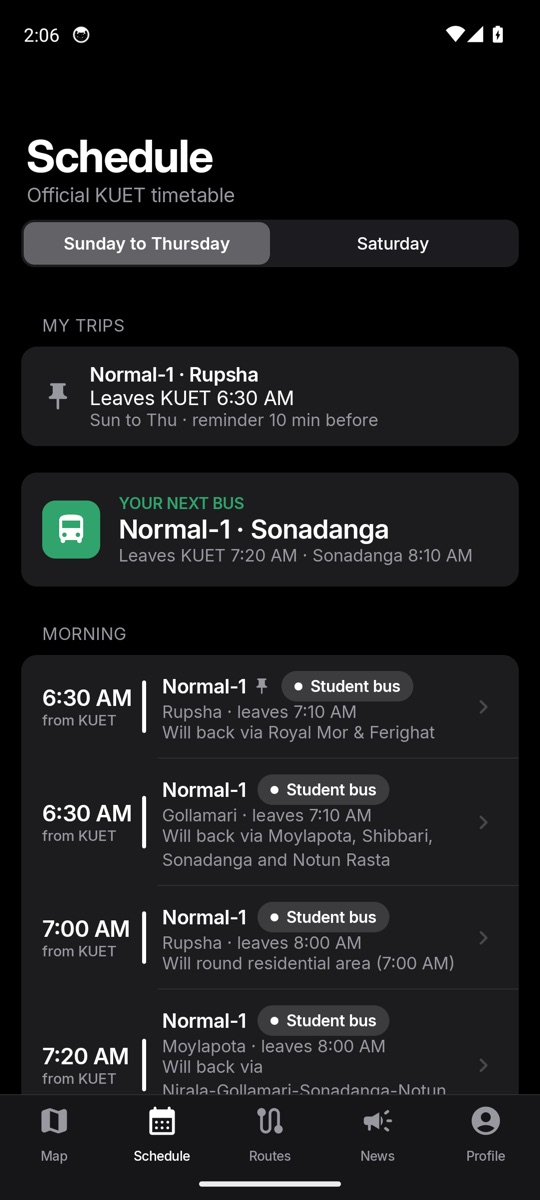 2:06
Schedule
Official KUET timetable
Sunday to Thursday
Saturday
MY TRIPS
Normal-1 · Rupsha
Leaves KUET 6:30 AM
Sun to Thu · reminder 10 min before
YOUR NEXT BUS
Normal-1 · Sonadanga
Leaves KUET 7:20 AM · Sonadanga 8:10 AM
MORNING
6:30 AM
from KUET
Normal-1
Student bus
Rupsha · leaves 7:10 AM
Will back via Royal Mor & Ferighat
6:30 AM
from KUET
Normal-1
Student bus
Gollamari · leaves 7:10 AM
Will back via Moylapota, Shibbari,
Sonadanga and Notun Rasta
7:00 AM
from KUET
Normal-1
Student bus
Rupsha · leaves 8:00 AM
Will round residential area (7:00 AM)
7:20 AM
from KUET
Normal-1
Student bus
Moylapota · leaves 8:00 AM
Will back via
Nirala-Gollamari-Sonadanga-Notun
Map
Schedule
Routes
News
Profile